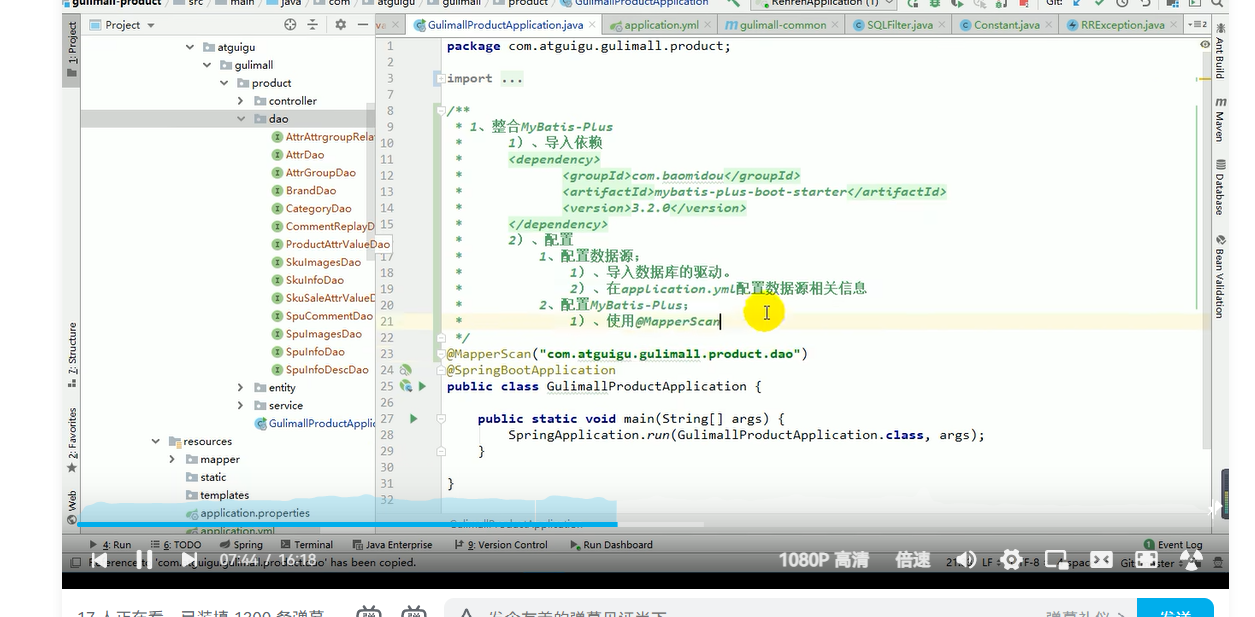 gulimall-product src main java com atguigu gulimall product GulimallProductApplication RenrenApplication (1) Git:
Project
GulimallProductApplication.java application.yml gulimall-common SQLFilter.java Constant.java RRException.java
1: Project
7: Structure
2: Favorites
Web
atguigu
gulimall
product
controller
dao
AttrAttrgroupRela
AttrDao
AttrGroupDao
BrandDao
CategoryDao
CommentReplayD
ProductAttrValueDao
SkuImagesDao
SkuInfoDao
SkuSaleAttrValueD
SpuCommentDao
SpuImagesDao
SpuInfoDao
SpuInfoDescDao
entity
service
GulimallProductApplic
resources
mapper
static
templates
application.properties
application.yml
1 package com.atguigu.gulimall.product;
2
3 import ...
7
8 /**
9 * 1、整合MyBatis-Plus
10 * 1）、导入依赖
11 * <dependency>
12 * <groupId>com.baomidou</groupId>
13 * <artifactId>mybatis-plus-boot-starter</artifactId>
14 * <version>3.2.0</version>
15 * </dependency>
* 2）、配置
17 * 1、配置数据源；
18 * 1）、导入数据库的驱动。
19 * 2）、在application.yml配置数据源相关信息
20 * 2、配置MyBatis-Plus；
21 * 1）、使用@MapperScan
22 */
23 @MapperScan("com.atguigu.gulimall.product.dao")
24 @SpringBootApplication
25 public class GulimallProductApplication {
26
27 public static void main(String[] args) {
28 SpringApplication.run(GulimallProductApplication.class, args);
29 }
30
31 }
32
GulimallProductApplication
Ant Build
Maven
Database
Bean Validation
4: Run 6: TODO Spring Terminal Java Enterprise 9: Version Control Run Dashboard 1 Event Log
07:44 / 16:18 1080P 高清 倍速
has been copied.
17 人正在看，已装填 1200 条弹幕 发个友善的弹幕见证当下 弹幕礼仪 > 发送